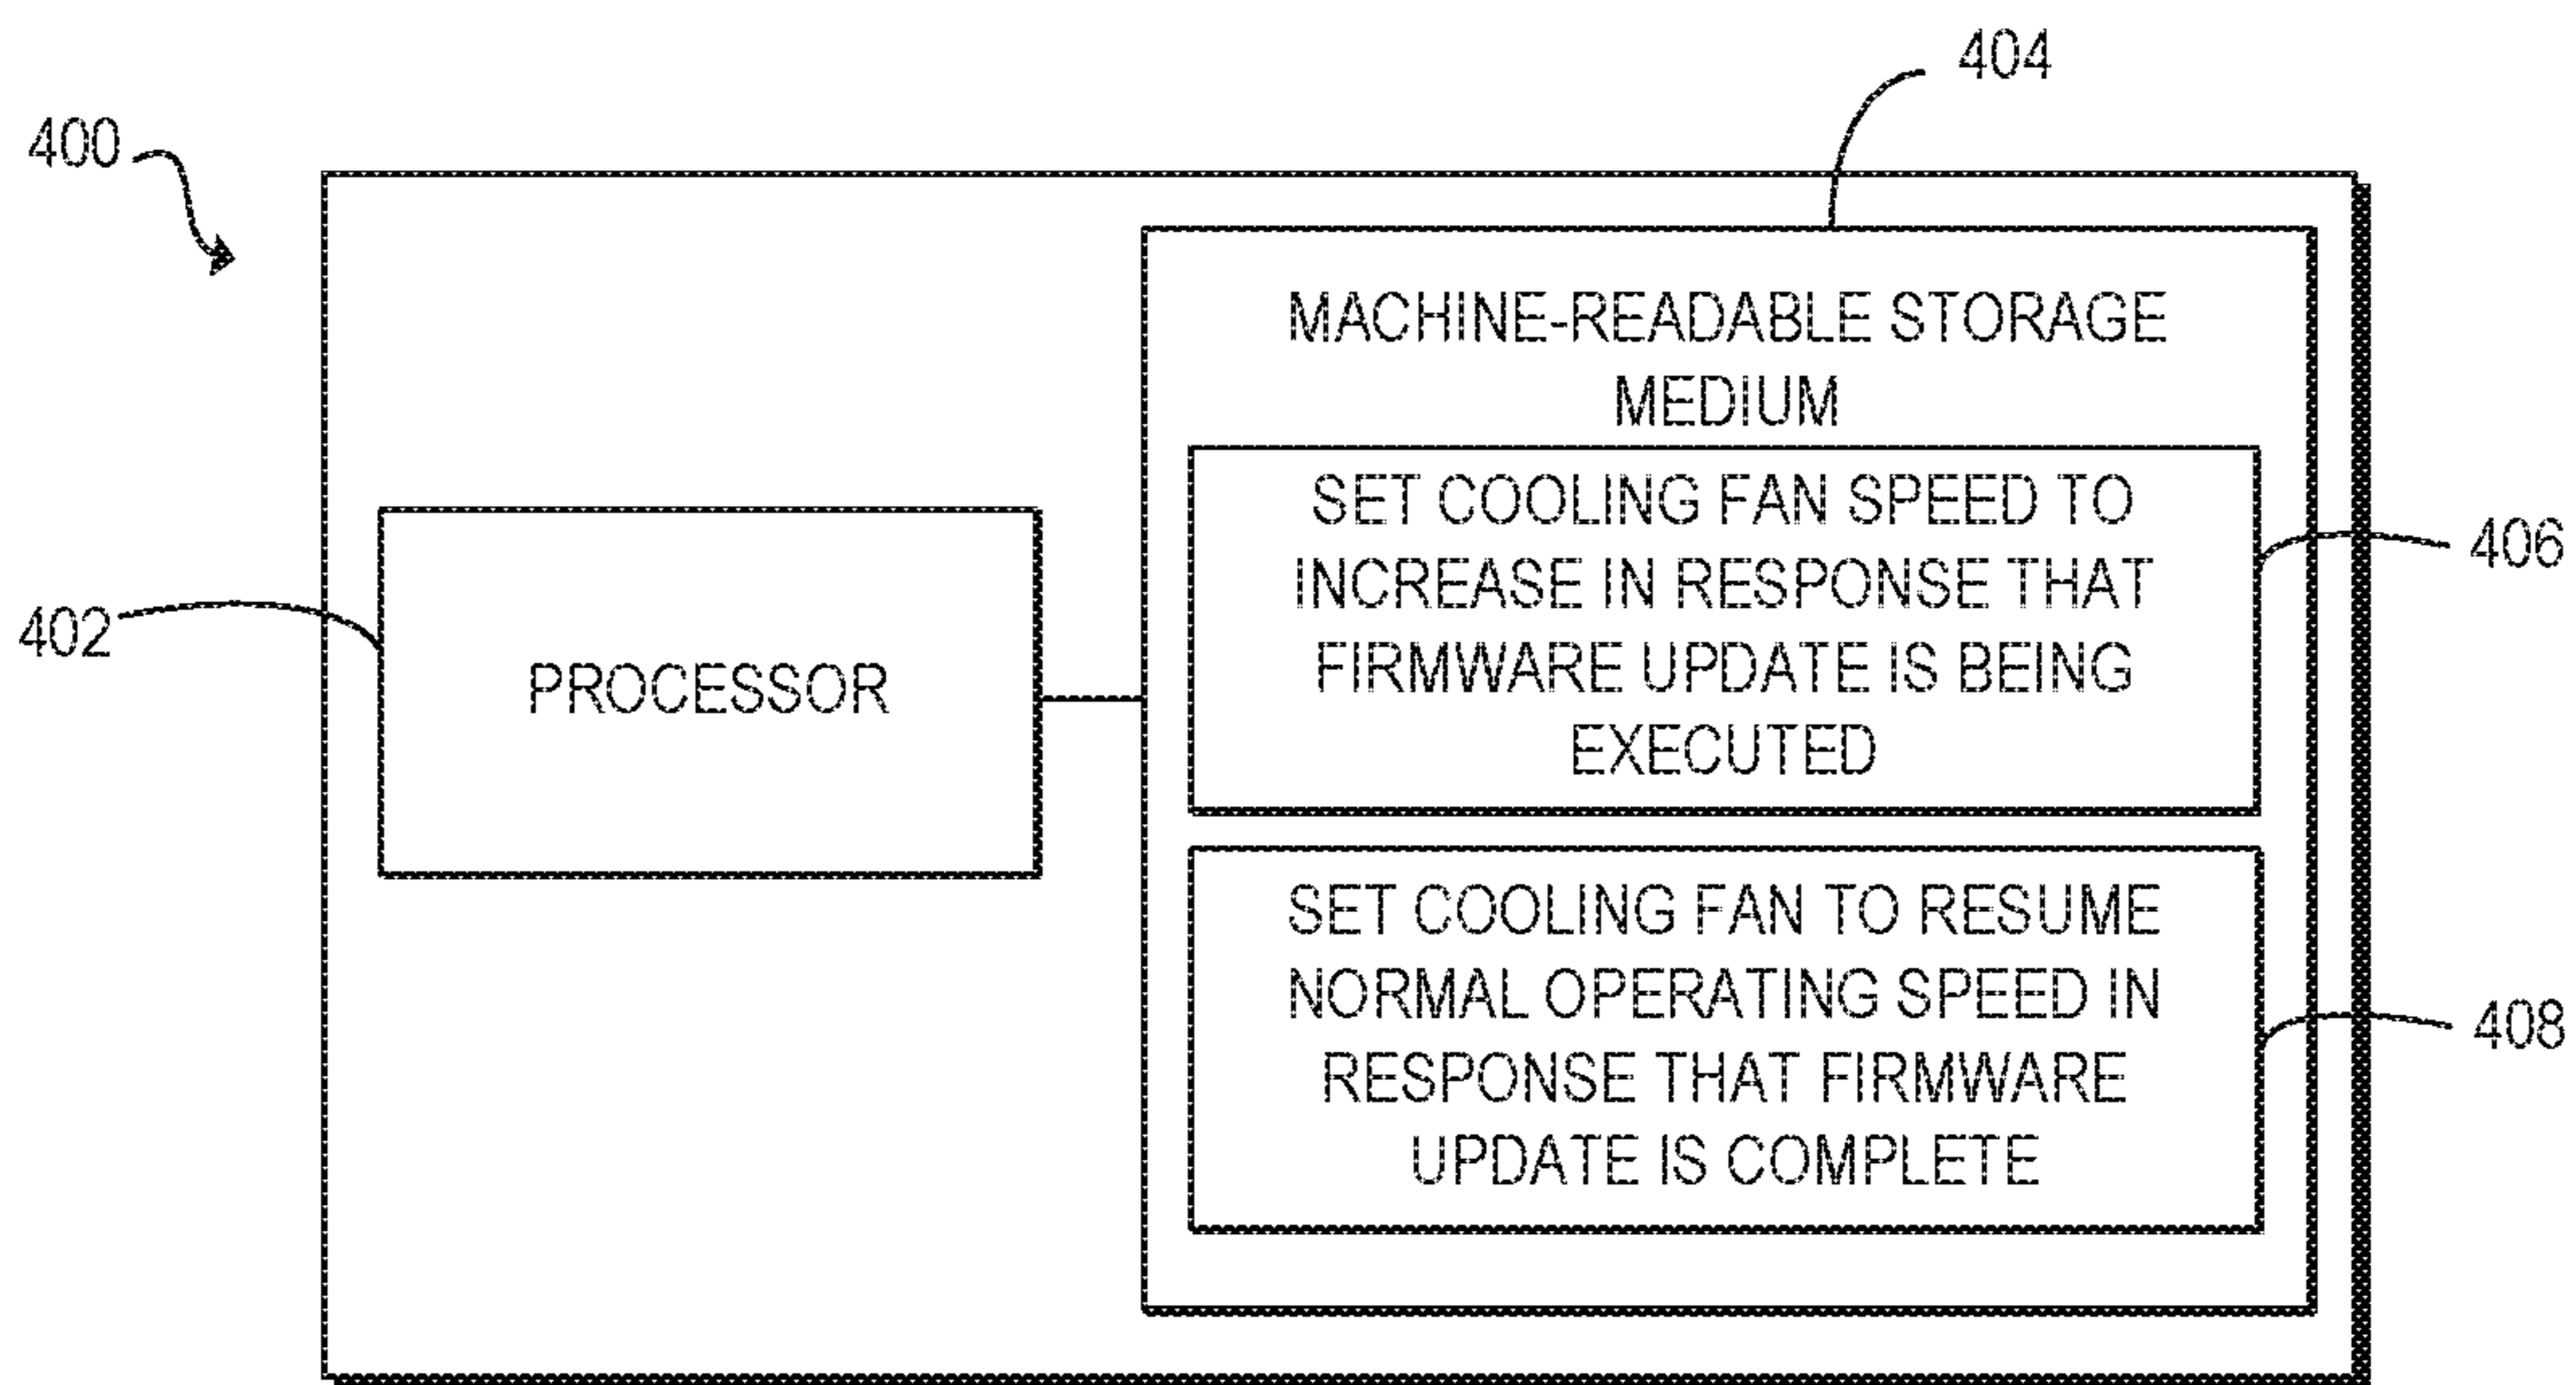 404
400
MACHINE-READABLE STORAGE
MEDIUM
SET COOLING FAN SPEED TO
INCREASE IN RESPONSE THAT
FIRMWARE UPDATE IS BEING
EXECUTED
406
402
PROCESSOR
SET COOLING FAN TO RESUME
NORMAL OPERATING SPEED IN
RESPONSE THAT FIRMWARE
UPDATE IS COMPLETE
408